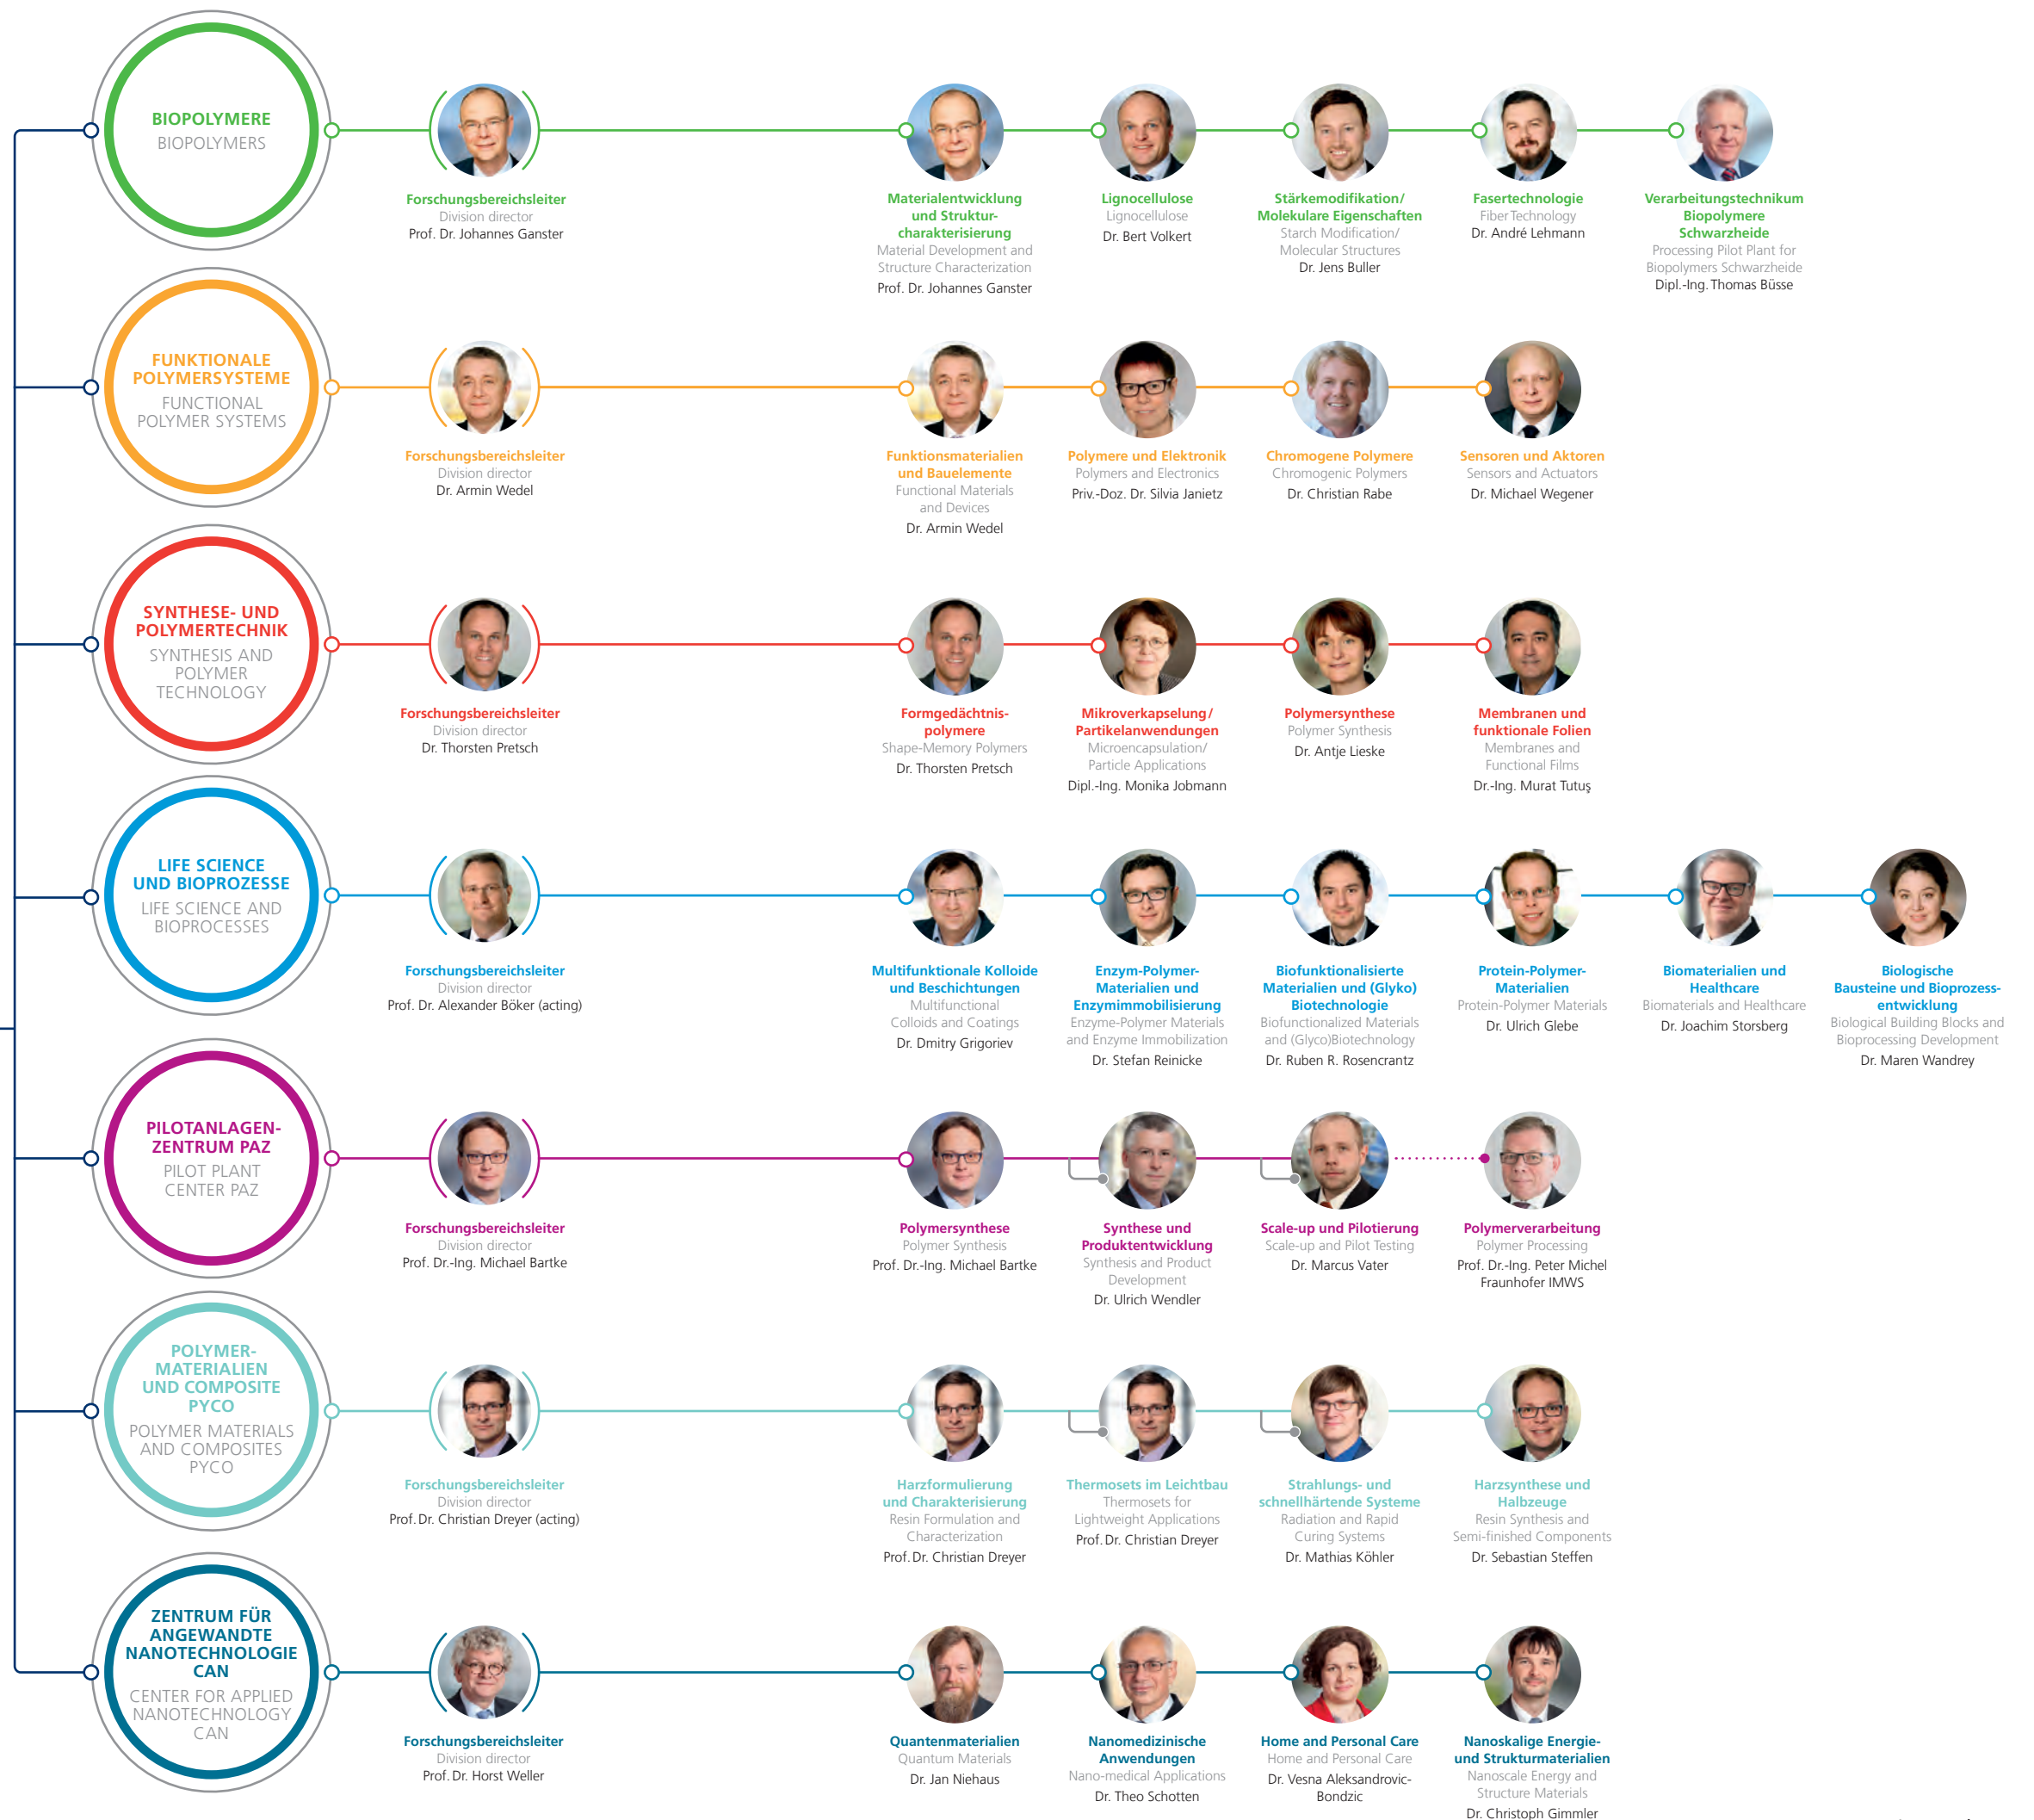 BIOPOLYMERE
BIOPOLYMERS
Forschungsbereichsleiter
Division director
Prof. Dr. Johannes Ganster
Materialentwicklung
und Struktur-
charakterisierung
Material Development and
Structure Characterization
Prof. Dr. Johannes Ganster
Lignocellulose
Lignocellulose
Dr. Bert Volkert
Stärkemodifikation/
Molekulare Eigenschaften
Starch Modification/
Molecular Structures
Dr. Jens Buller
Fasertechnologie
Fiber Technology
Dr. André Lehmann
Verarbeitungstechnikum
Biopolymere
Schwarzheide
Processing Pilot Plant for
Biopolymers Schwarzheide
Dipl.-Ing. Thomas Büsse
FUNKTIONALE
POLYMERSYSTEME
FUNCTIONAL
POLYMER SYSTEMS
Forschungsbereichsleiter
Division director
Dr. Armin Wedel
Funktionsmaterialien
und Bauelemente
Functional Materials
and Devices
Dr. Armin Wedel
Polymere und Elektronik
Polymers and Electronics
Priv.-Doz. Dr. Silvia Janietz
Chromogene Polymere
Chromogenic Polymers
Dr. Christian Rabe
Sensoren und Aktoren
Sensors and Actuators
Dr. Michael Wegener
SYNTHESE- UND
POLYMERTECHNIK
SYNTHESIS AND
POLYMER
TECHNOLOGY
Forschungsbereichsleiter
Division director
Dr. Thorsten Pretsch
Formgedächtnis-
polymere
Shape-Memory Polymers
Dr. Thorsten Pretsch
Mikroverkapselung/
Partikelanwendungen
Microencapsulation/
Particle Applications
Dipl.-Ing. Monika Jobmann
Polymersynthese
Polymer Synthesis
Dr. Antje Lieske
Membranen und
funktionale Folien
Membranes and
Functional Films
Dr.-Ing. Murat Tutuş
LIFE SCIENCE
UND BIOPROZESSE
LIFE SCIENCE AND
BIOPROCESSES
Forschungsbereichsleiter
Division director
Prof. Dr. Alexander Böker (acting)
Multifunktionale Kolloide
und Beschichtungen
Multifunctional
Colloids and Coatings
Dr. Dmitry Grigoriev
Enzym-Polymer-
Materialien und
Enzymimmobilisierung
Enzyme-Polymer Materials
and Enzyme Immobilization
Dr. Stefan Reinicke
Biofunktionalisierte
Materialien und (Glyko)
Biotechnologie
Biofunctionalized Materials
and (Glyco)Biotechnology
Dr. Ruben R. Rosencrantz
Protein-Polymer-
Materialien
Protein-Polymer Materials
Dr. Ulrich Glebe
Biomaterialien und
Healthcare
Biomaterials and Healthcare
Dr. Joachim Storsberg
Biologische
Bausteine und Bioprozess-
entwicklung
Biological Building Blocks and
Bioprocessing Development
Dr. Maren Wandrey
PILOTANLAGEN-
ZENTRUM PAZ
PILOT PLANT
CENTER PAZ
Forschungsbereichsleiter
Division director
Prof. Dr.-Ing. Michael Bartke
Polymersynthese
Polymer Synthesis
Prof. Dr.-Ing. Michael Bartke
Synthese und
Produktentwicklung
Synthesis and Product
Development
Dr. Ulrich Wendler
Scale-up und Pilotierung
Scale-up and Pilot Testing
Dr. Marcus Vater
Polymerverarbeitung
Polymer Processing
Prof. Dr.-Ing. Peter Michel
Fraunhofer IMWS
POLYMER-
MATERIALIEN
UND COMPOSITE
PYCO
POLYMER MATERIALS
AND COMPOSITES
PYCO
Forschungsbereichsleiter
Division director
Prof. Dr. Christian Dreyer (acting)
Harzformulierung
und Charakterisierung
Resin Formulation and
Characterization
Prof. Dr. Christian Dreyer
Thermosets im Leichtbau
Thermosets for
Lightweight Applications
Prof. Dr. Christian Dreyer
Strahlungs- und
schnellhärtende Systeme
Radiation and Rapid
Curing Systems
Dr. Mathias Köhler
Harzsynthese und
Halbzeuge
Resin Synthesis and
Semi-finished Components
Dr. Sebastian Steffen
ZENTRUM FÜR
ANGEWANDTE
NANOTECHNOLOGIE
CAN
CENTER FOR APPLIED
NANOTECHNOLOGY
CAN
Forschungsbereichsleiter
Division director
Prof. Dr. Horst Weller
Quantenmaterialien
Quantum Materials
Dr. Jan Niehaus
Nanomedizinische
Anwendungen
Nano-medical Applications
Dr. Theo Schotten
Home and Personal Care
Home and Personal Care
Dr. Vesna Aleksandrovic-
Bondzic
Nanoskalige Energie-
und Strukturmaterialien
Nanoscale Energy and
Structure Materials
Dr. Christoph Gimmler